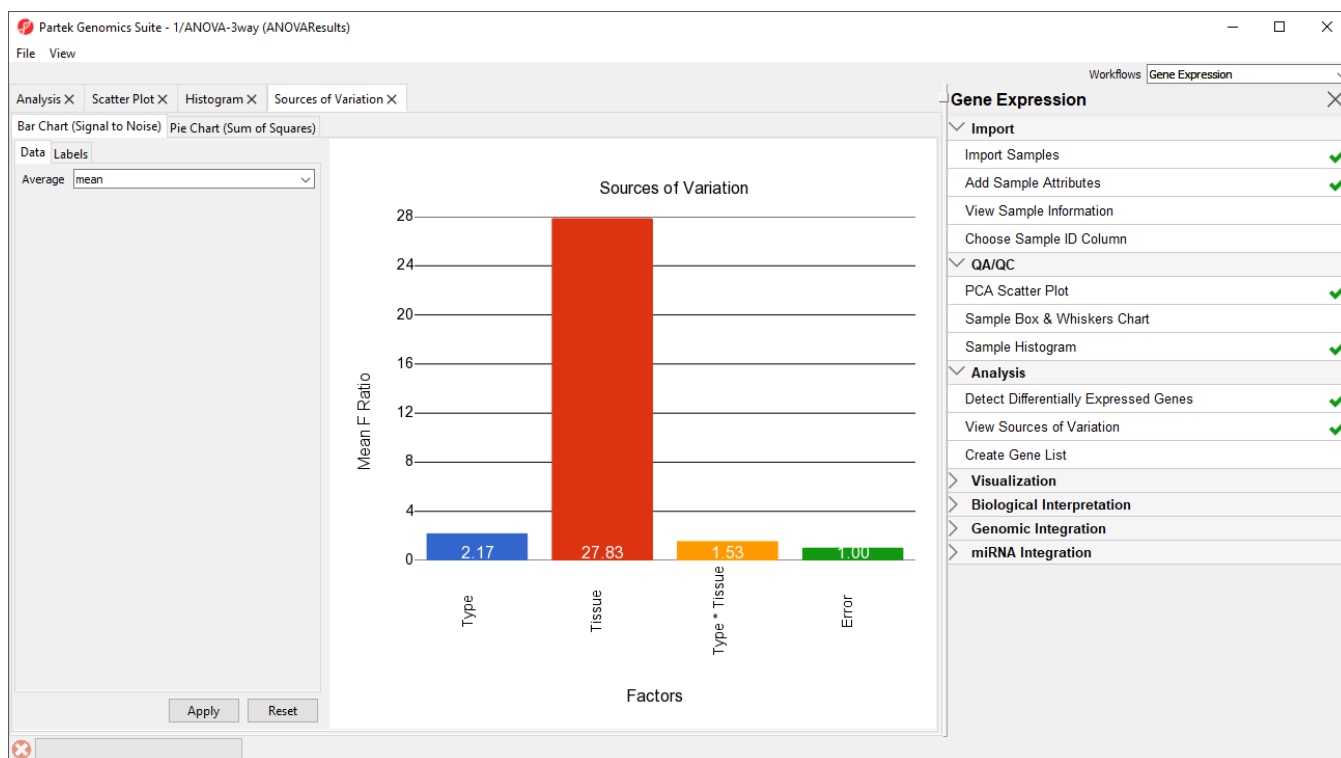 Partek Genomics Suite - 1/ANOVA-3way (ANOVAResults)
File View
Workflows Gene Expression
Analysis Scatter Plot Histogram Sources of Variation
Bar Chart (Signal to Noise) Pie Chart (Sum of Squares)
Data Labels
Average mean
Apply Reset
Sources of Variation
Mean F Ratio
28
24
20
16
12
8
4
0
2.17 27.83 1.53 1.00
Type Tissue Type * Tissue Error
Factors
Gene Expression
Import
Import Samples
Add Sample Attributes
View Sample Information
Choose Sample ID Column
QA/QC
PCA Scatter Plot
Sample Box & Whiskers Chart
Sample Histogram
Analysis
Detect Differentially Expressed Genes
View Sources of Variation
Create Gene List
Visualization
Biological Interpretation
Genomic Integration
miRNA Integration